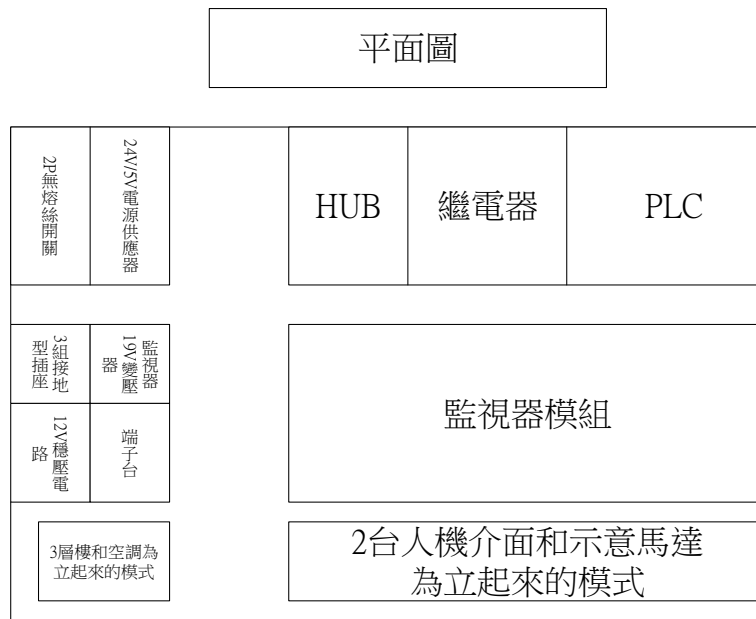 平面圖
2P無熔絲開關
24V/5V電源供應器
HUB
繼電器
PLC
3組接地
型插座
監視器
19V變壓
器
監視器模組
12V穩壓電
路
端子台
3層樓和空調為
立起來的模式
2台人機介面和示意馬達
為立起來的模式